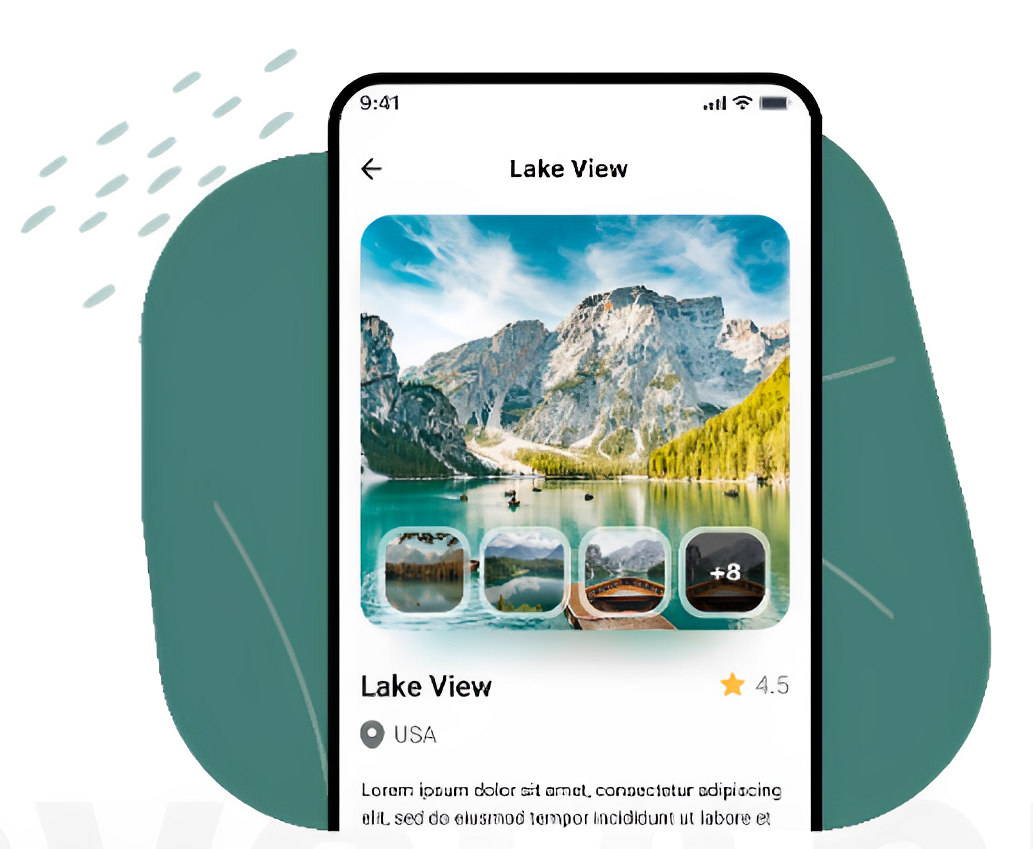 9:41
Lake View
+8
Lake View
4.5
USA
Lorem ipsum dolor sit amet, consectetur adipiscing
elit, sed do eiusmod tempor incididunt ut labore et